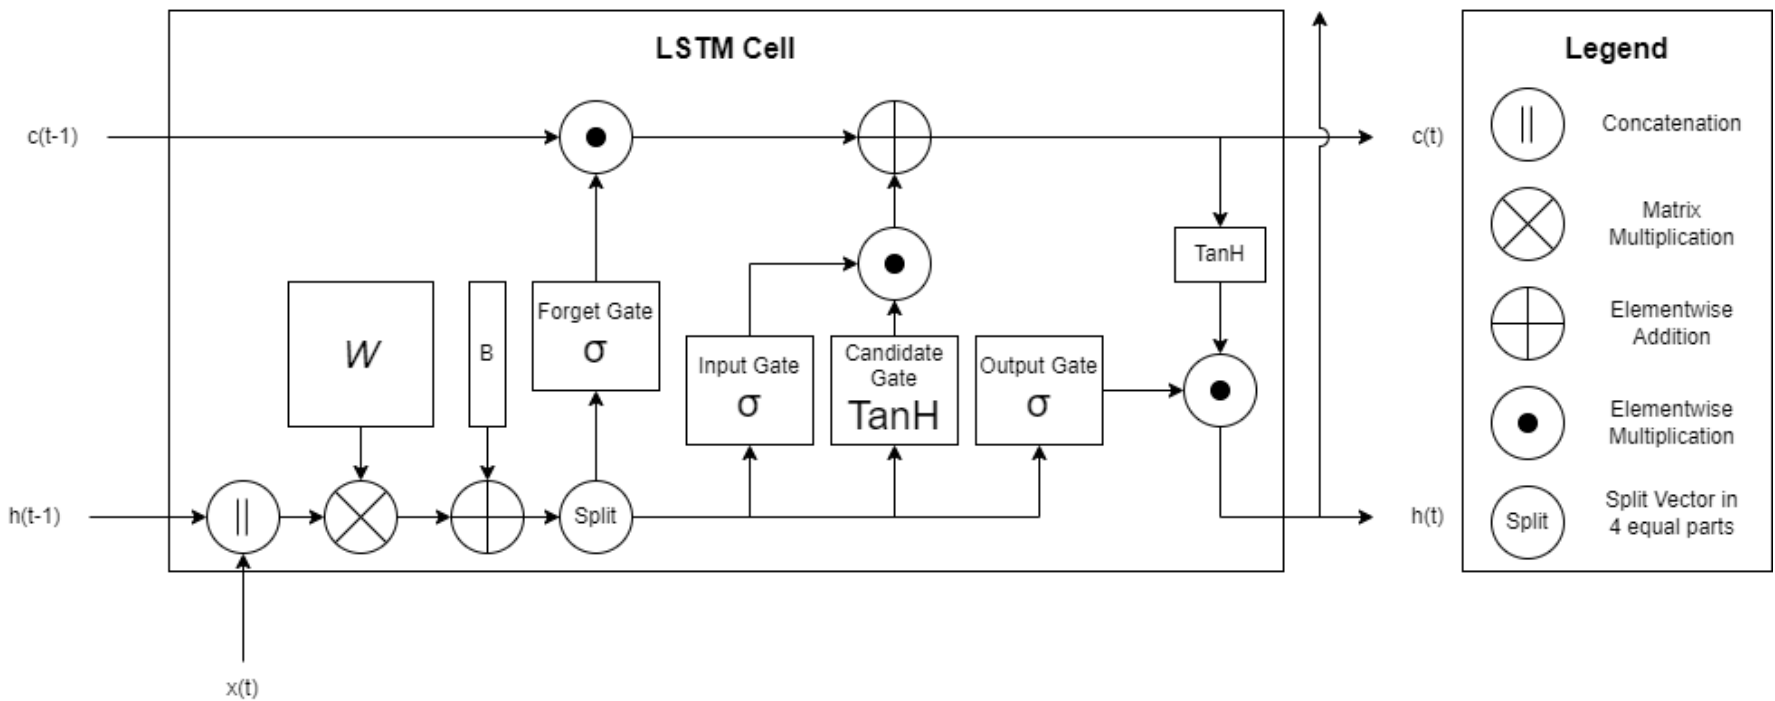 LSTM Cell
c(t-1)
c(t)
TanH
W
B
Forget Gate
σ
Input Gate
σ
Candidate
Gate
TanH
Output Gate
σ
h(t-1)
||
Split
h(t)
x(t)
Legend
||
Concatenation
Matrix
Multiplication
Elementwise
Addition
Elementwise
Multiplication
Split
Split Vector in
4 equal parts